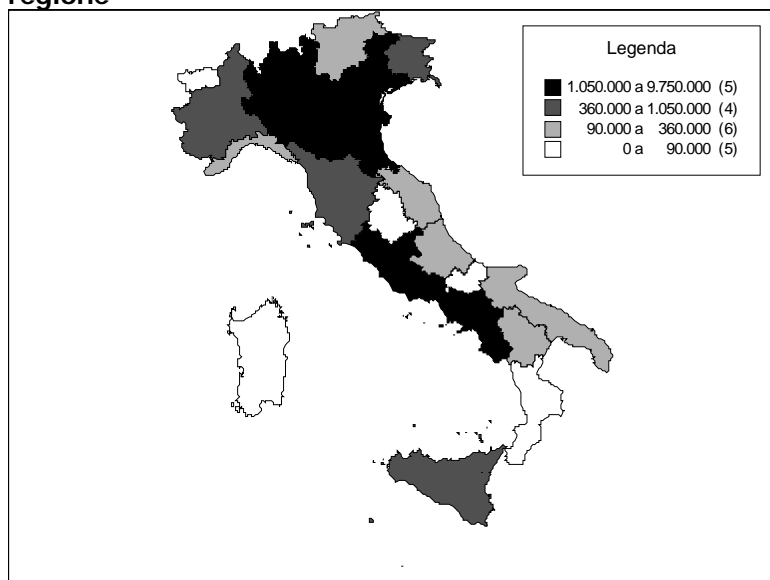 regione
Legenda
1.050.000 a 9.750.000 (5)
360.000 a 1.050.000 (4)
90.000 a 360.000 (6)
0 a 90.000 (5)